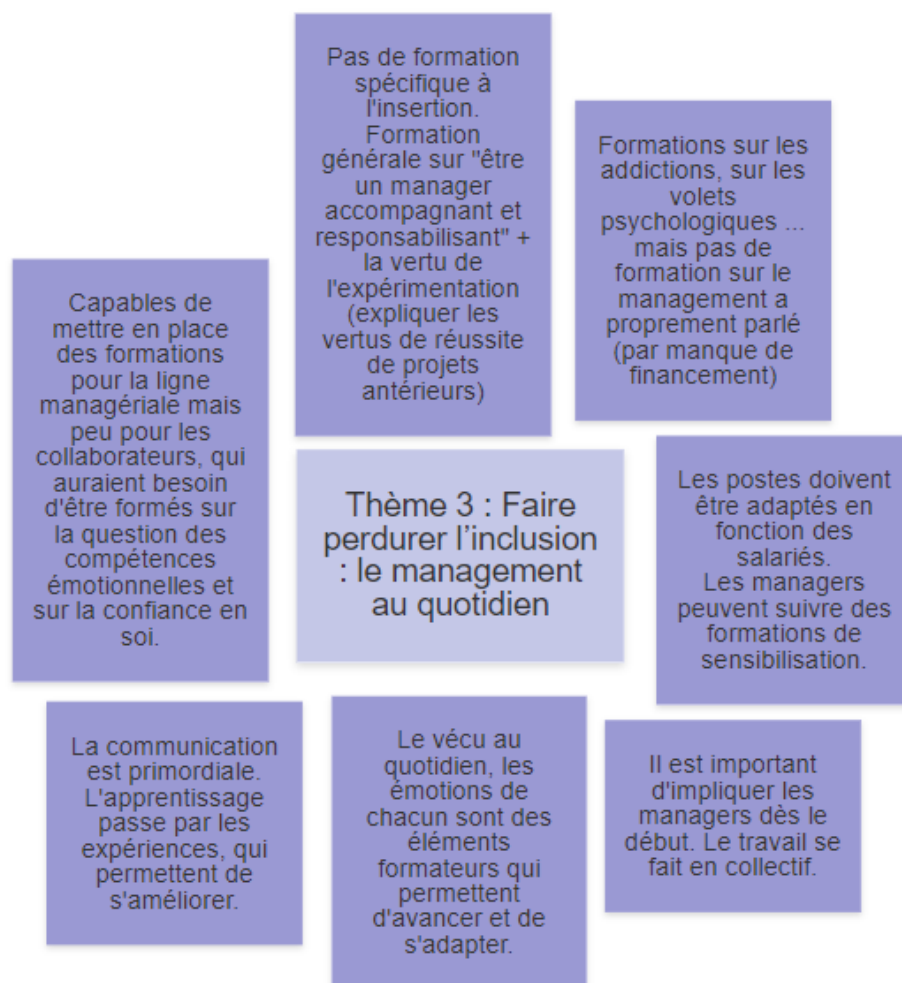 Pas de formation
spécifique à
l'insertion.
Formation
générale sur "être
un manager
accompagnant et
responsabilisant" +
la vertu de
l'expérimentation
(expliquer les
vertus de réussite
de projets
antérieurs)
Formations sur les
addictions, sur les
volets
psychologiques ...
mais pas de
formation sur le
management a
proprement parlé
(par manque de
financement)
Capables de
mettre en place
des formations
pour la ligne
managériale mais
peu pour les
collaborateurs, qui
auraient besoin
d'être formés sur
la question des
compétences
émotionnelles et
sur la confiance en
soi.
Thème 3 : Faire
perdurer l’inclusion
: le management
au quotidien
Les postes doivent
être adaptés en
fonction des
salariés.
Les managers
peuvent suivre des
formations de
sensibilisation.
La communication
est primordiale.
L'apprentissage
passe par les
expériences, qui
permettent de
s'améliorer.
Le vécu au
quotidien, les
émotions de
chacun sont des
éléments
formateurs qui
permettent
d'avancer et de
s'adapter.
Il est important
d'impliquer les
managers dès le
début. Le travail se
fait en collectif.